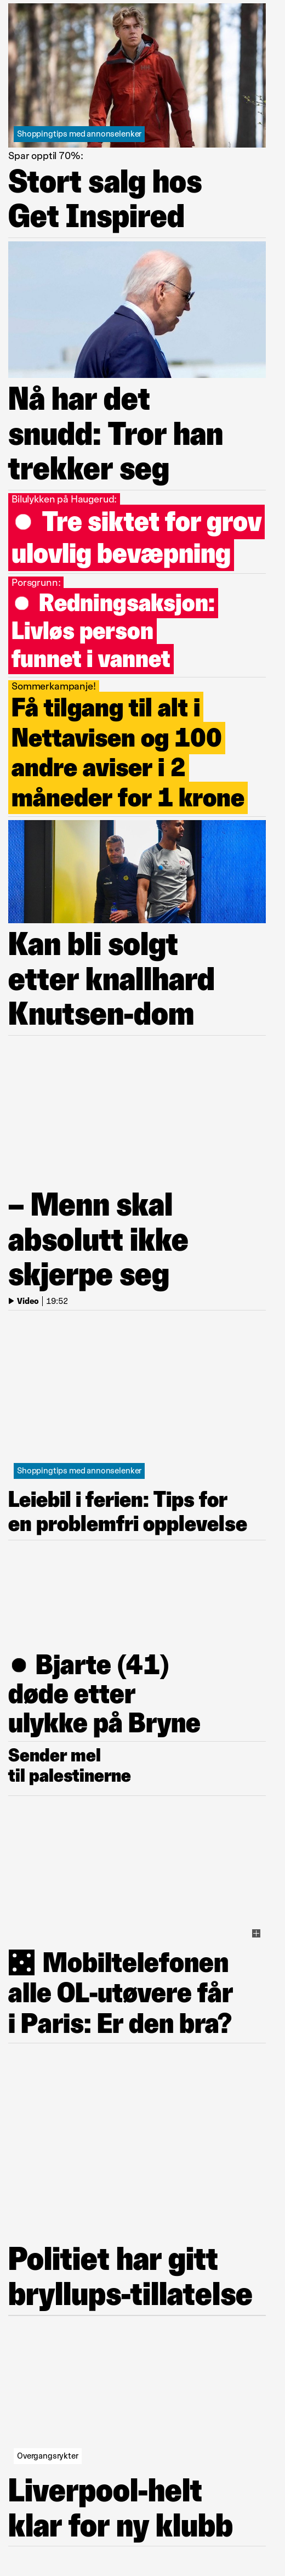 Shoppingtips med annonselenker
Spar opptil 70%:
Stort salg hos
Get Inspired
Nå har det
snudd: Tror han
trekker seg
Bilulykken på Haugerud:
Tre siktet for grov
ulovlig bevæpning
Porsgrunn:
Redningsaksjon:
Livløs person
funnet i vannet
Sommerkampanje!
Få tilgang til alt i
Nettavisen og 100
andre aviser i 2
måneder for 1 krone
Kan bli solgt
etter knallhard
Knutsen-dom
– Menn skal
absolutt ikke
skjerpe seg
Video | 19:52
Shoppingtips med annonselenker
Leiebil i ferien: Tips for
en problemfri opplevelse
Bjarte (41)
døde etter
ulykke på Bryne
Sender mel
til palestinerne
Mobiltelefonen
alle OL-utøvere får
i Paris: Er den bra?
Politiet har gitt
bryllups-tillatelse
Overgangsrykter
Liverpool-helt
klar for ny klubb